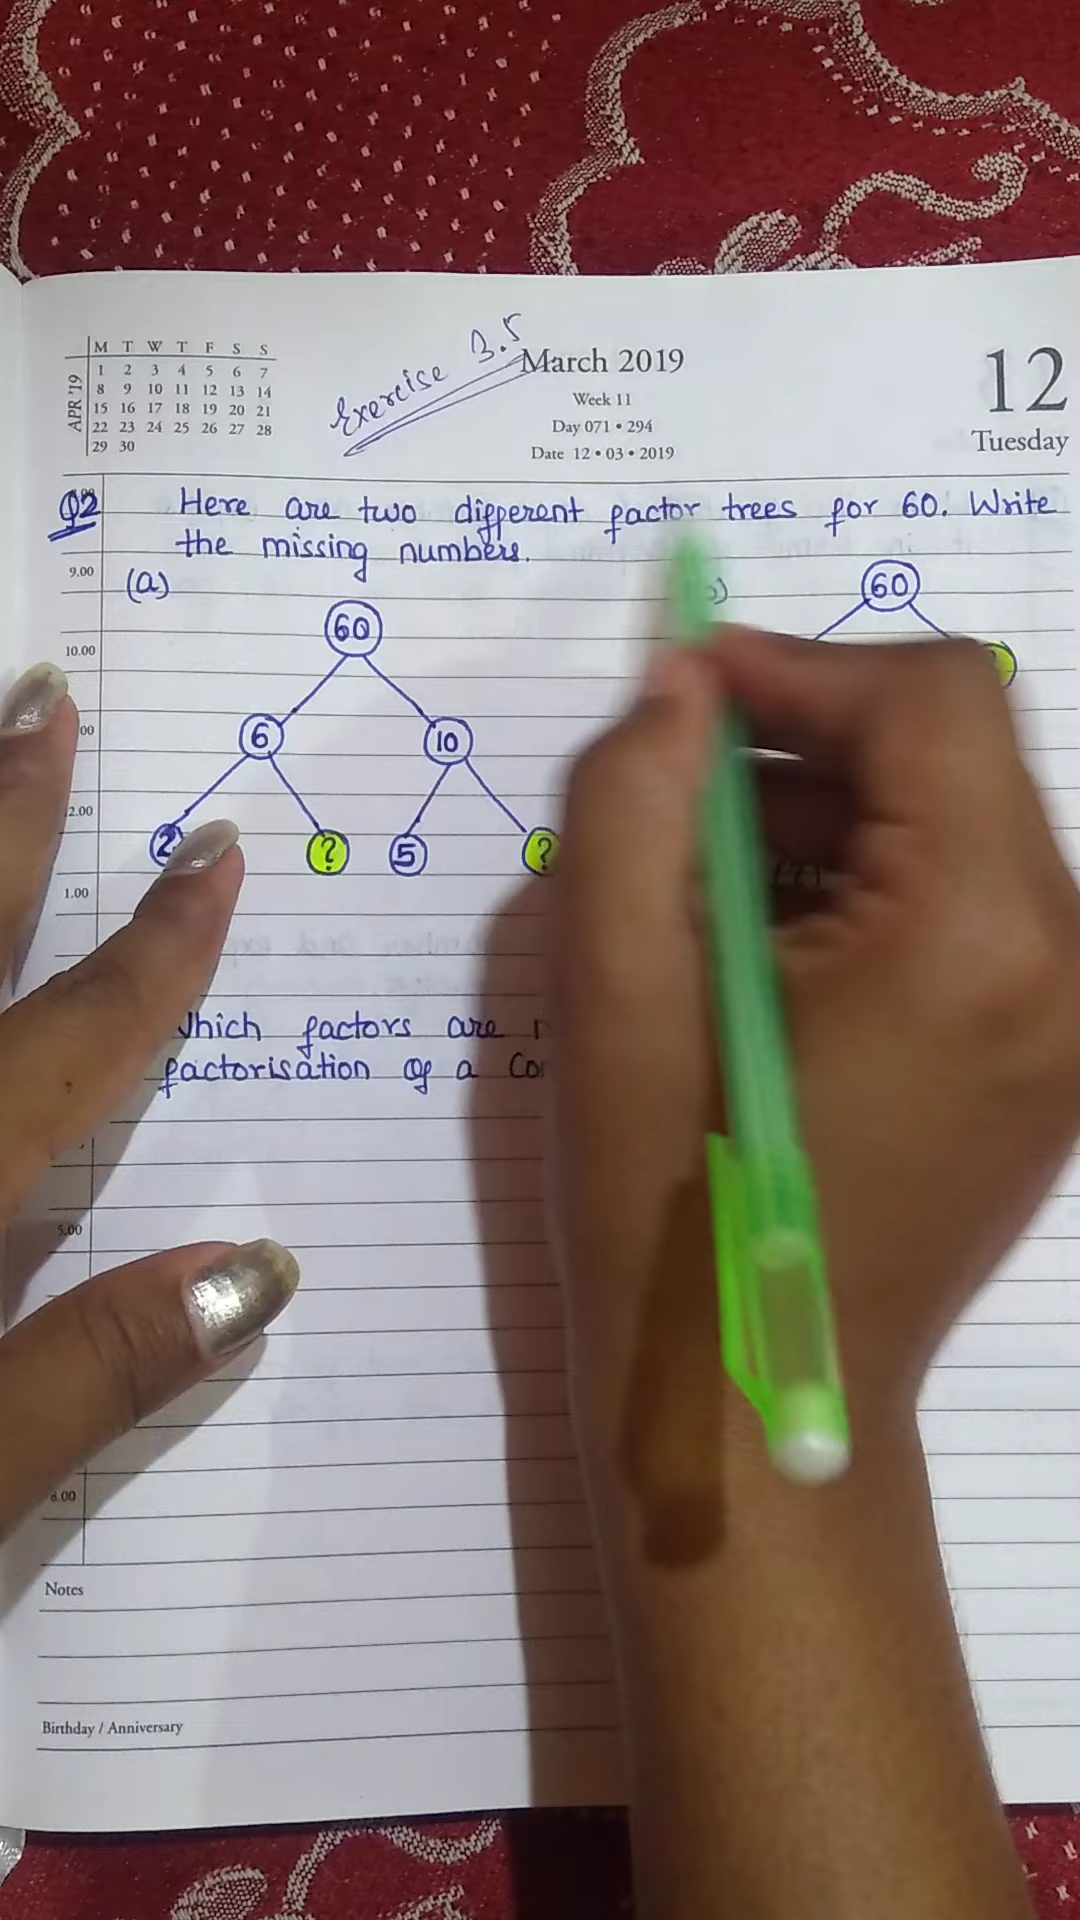 Exercise 3.5
APR '19
M T W T F S S
1 2 3 4 5 6 7
8 9 10 11 12 13 14
15 16 17 18 19 20 21
22 23 24 25 26 27 28
29 30
March 2019
Week 11
Day 071 • 294
Date 12 • 03 • 2019
12
Tuesday
Q2 Here are two different factor trees for 60. Write
the missing numbers.
9.00
(a)
60
60
10.00
6 10
2.00
2 ? 5 ?
1.00
Which factors are
factorisation of a
5.00
6.00
Notes
Birthday / Anniversary